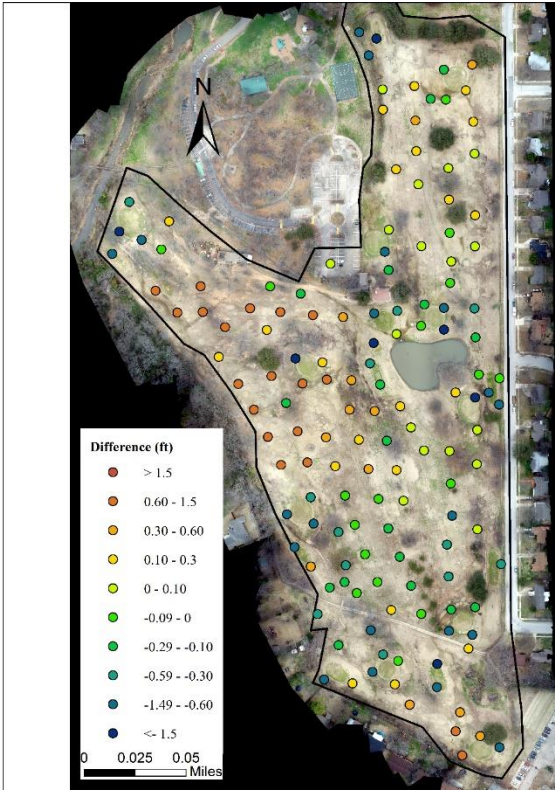 N
Difference (ft)
> 1.5
0.60 - 1.5
0.30 - 0.60
0.10 - 0.3
0 - 0.10
-0.09 - 0
-0.29 - -0.10
-0.59 - -0.30
-1.49 - -0.60
<- 1.5
0 0.025 0.05
Miles